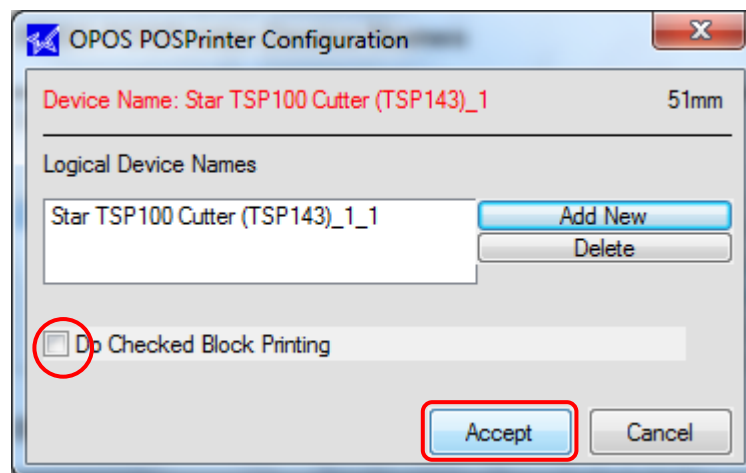 OPOS POSPrinter Configuration
Device Name: Star TSP100 Cutter (TSP143)_1 51mm
Logical Device Names
Star TSP100 Cutter (TSP143)_1_1
Add New
Delete
Do Checked Block Printing
Accept Cancel